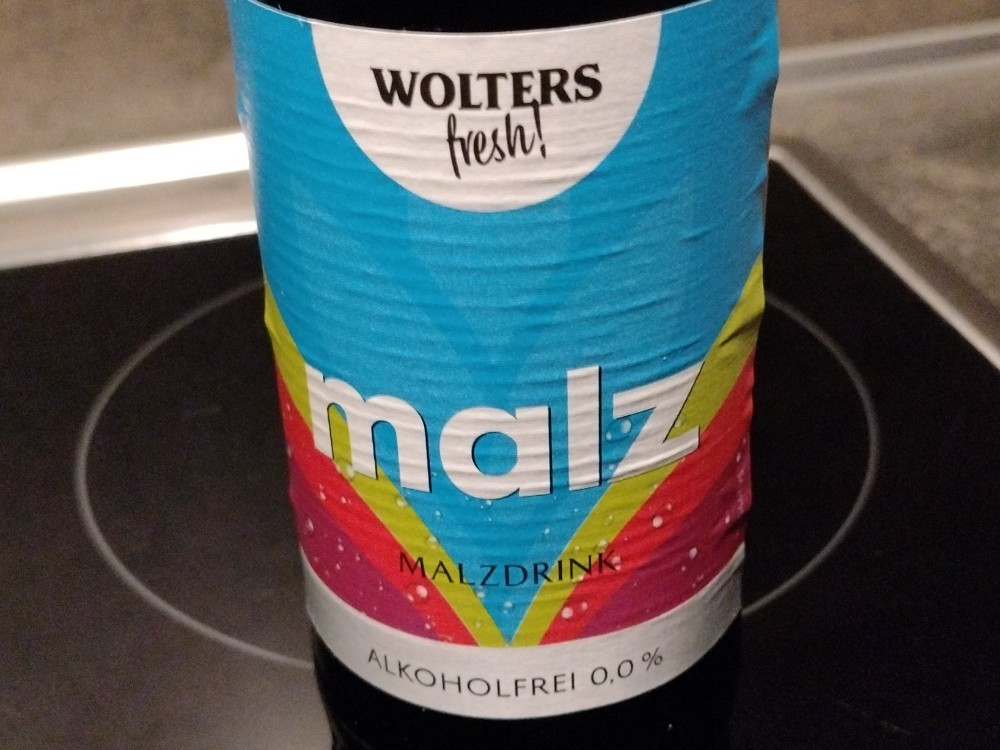 WOLTERS
fresh!
malz
MALZDRINK
ALKOHOLFREI 0,0 %